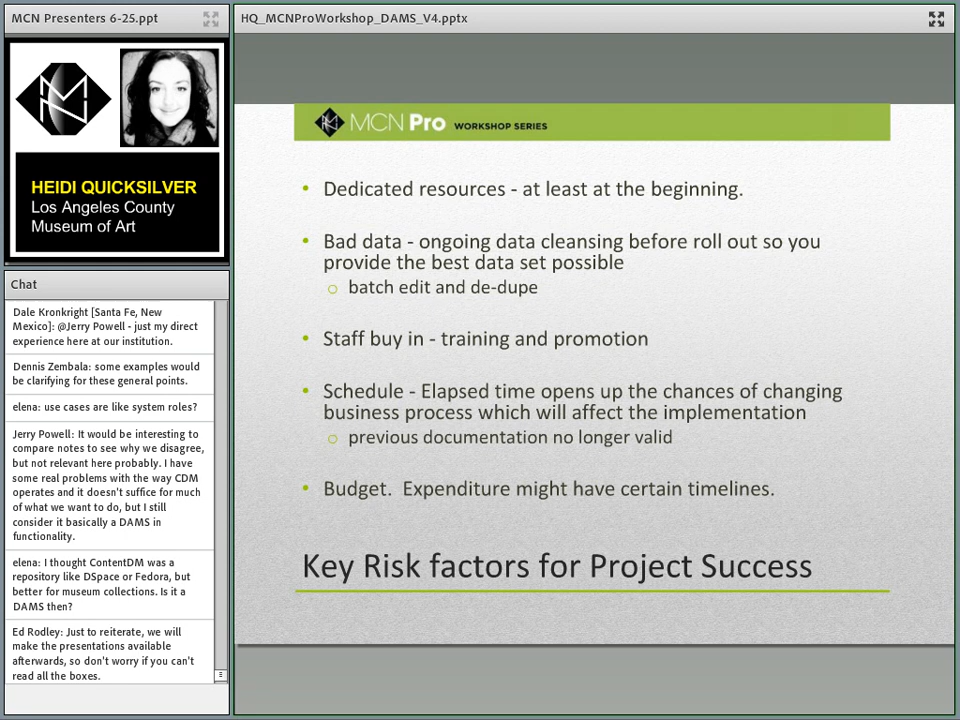 MCN Presenters 6-25.ppt
HEIDI QUICKSILVER
Los Angeles County
Museum of Art
Chat
Dale Kronkright [Santa Fe, New
Mexico]: @Jerry Powell - just my direct
experience here at our institution.
Dennis Zembala: some examples would
be clarifying for these general points.
elena: use cases are like system roles?
Jerry Powell: It would be interesting to
compare notes to see why we disagree,
but not relevant here probably. I have
some real problems with the way CDM
operates and it doesn't suffice for much
of what we want to do, but I still
consider it basically a DAMS in
functionality.
elena: I thought ContentDM was a
repository like DSpace or Fedora, but
better for museum collections. Is it a
DAMS then?
Ed Rodley: Just to reiterate, we will
make the presentations available
afterwards, so don't worry if you can't
read all the boxes.
HQ_MCNProWorkshop_DAMS_V4.pptx
MCN Pro WORKSHOP SERIES
• Dedicated resources - at least at the beginning.
• Bad data - ongoing data cleansing before roll out so you
provide the best data set possible
o batch edit and de-dupe
• Staff buy in - training and promotion
• Schedule - Elapsed time opens up the chances of changing
business process which will affect the implementation
o previous documentation no longer valid
• Budget. Expenditure might have certain timelines.
Key Risk factors for Project Success